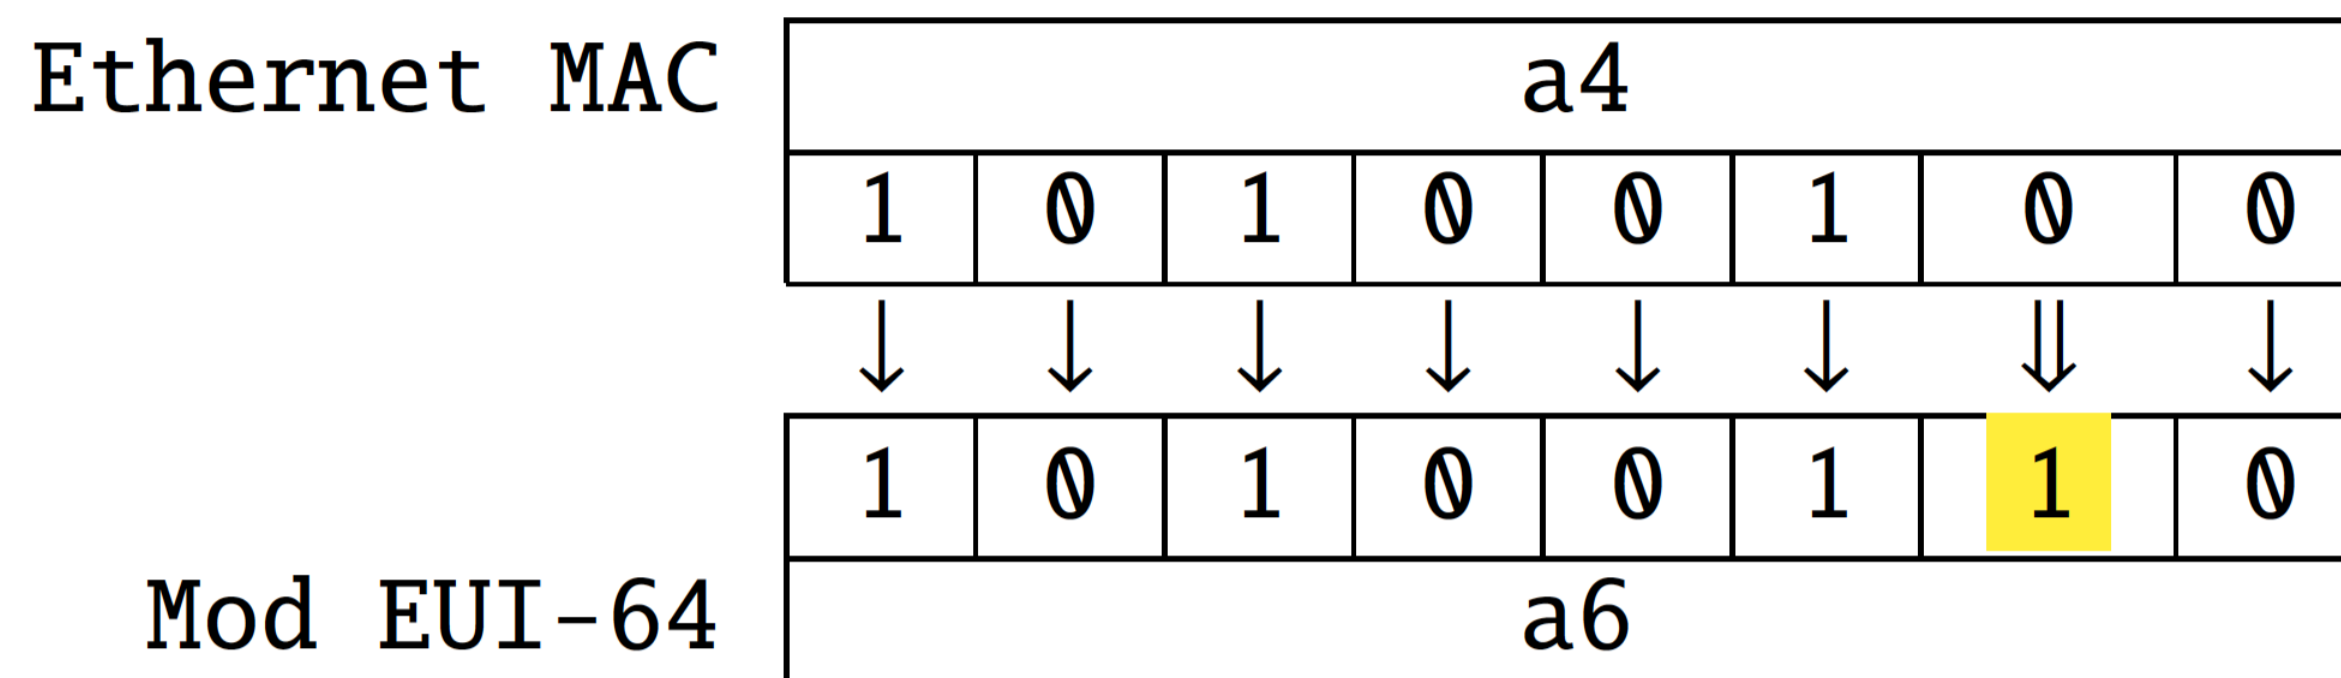 Ethernet MAC a4
1 0 1 0 0 1 0 0
↓ ↓ ↓ ↓ ↓ ↓ ⇓ ↓
1 0 1 0 0 1 1 0
Mod EUI-64 a6